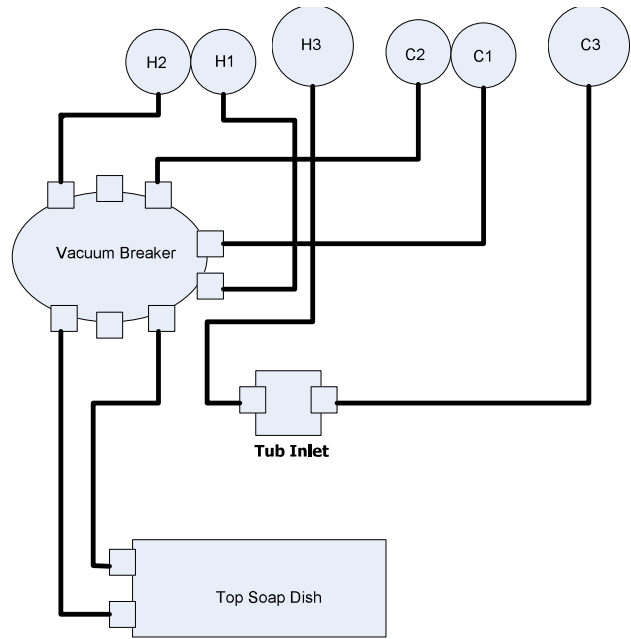 H2
H1
H3
C2
C1
C3
Vacuum Breaker
Tub Inlet
Top Soap Dish